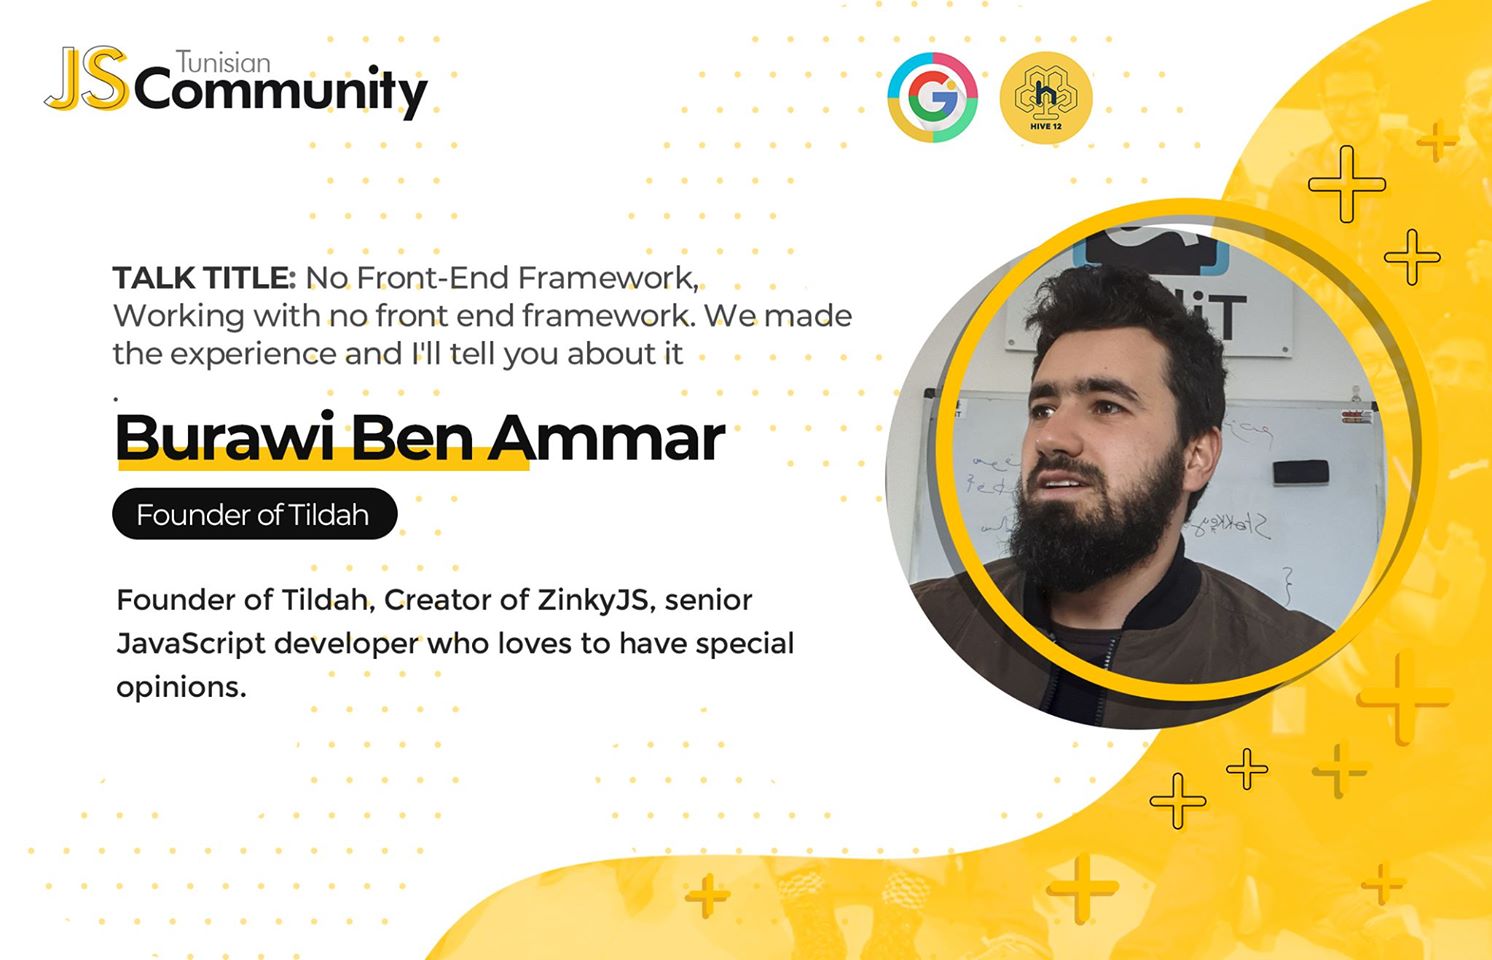 JS Tunisian
Community
HIVE 12
TALK TITLE: No Front-End Framework,
Working with no front end framework. We made
the experience and I'll tell you about it
.
Burawi Ben Ammar
Founder of Tildah
Founder of Tildah, Creator of ZinkyJS, senior
JavaScript developer who loves to have special
opinions.